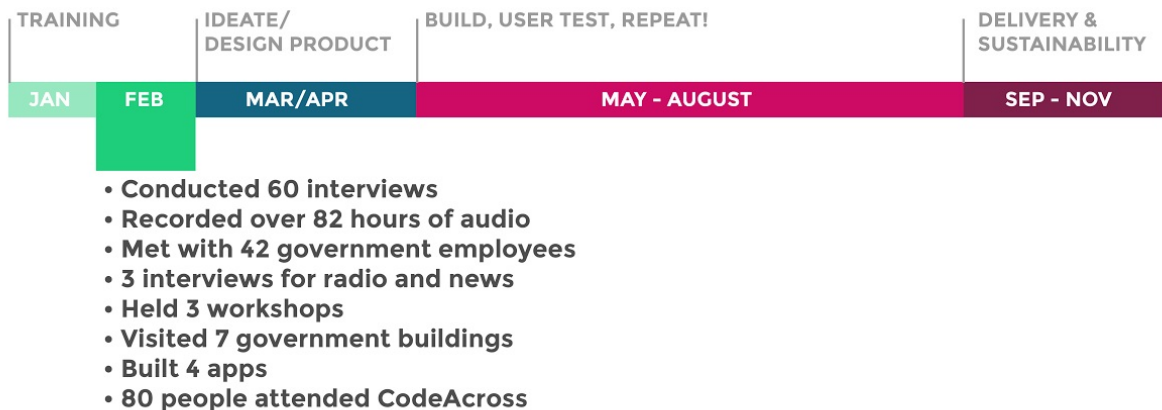 TRAINING
IDEATE/
DESIGN PRODUCT
BUILD, USER TEST, REPEAT!
DELIVERY &
SUSTAINABILITY
JAN
FEB
MAR/APR
MAY - AUGUST
SEP - NOV
• Conducted 60 interviews
• Recorded over 82 hours of audio
• Met with 42 government employees
• 3 interviews for radio and news
• Held 3 workshops
• Visited 7 government buildings
• Built 4 apps
• 80 people attended CodeAcross